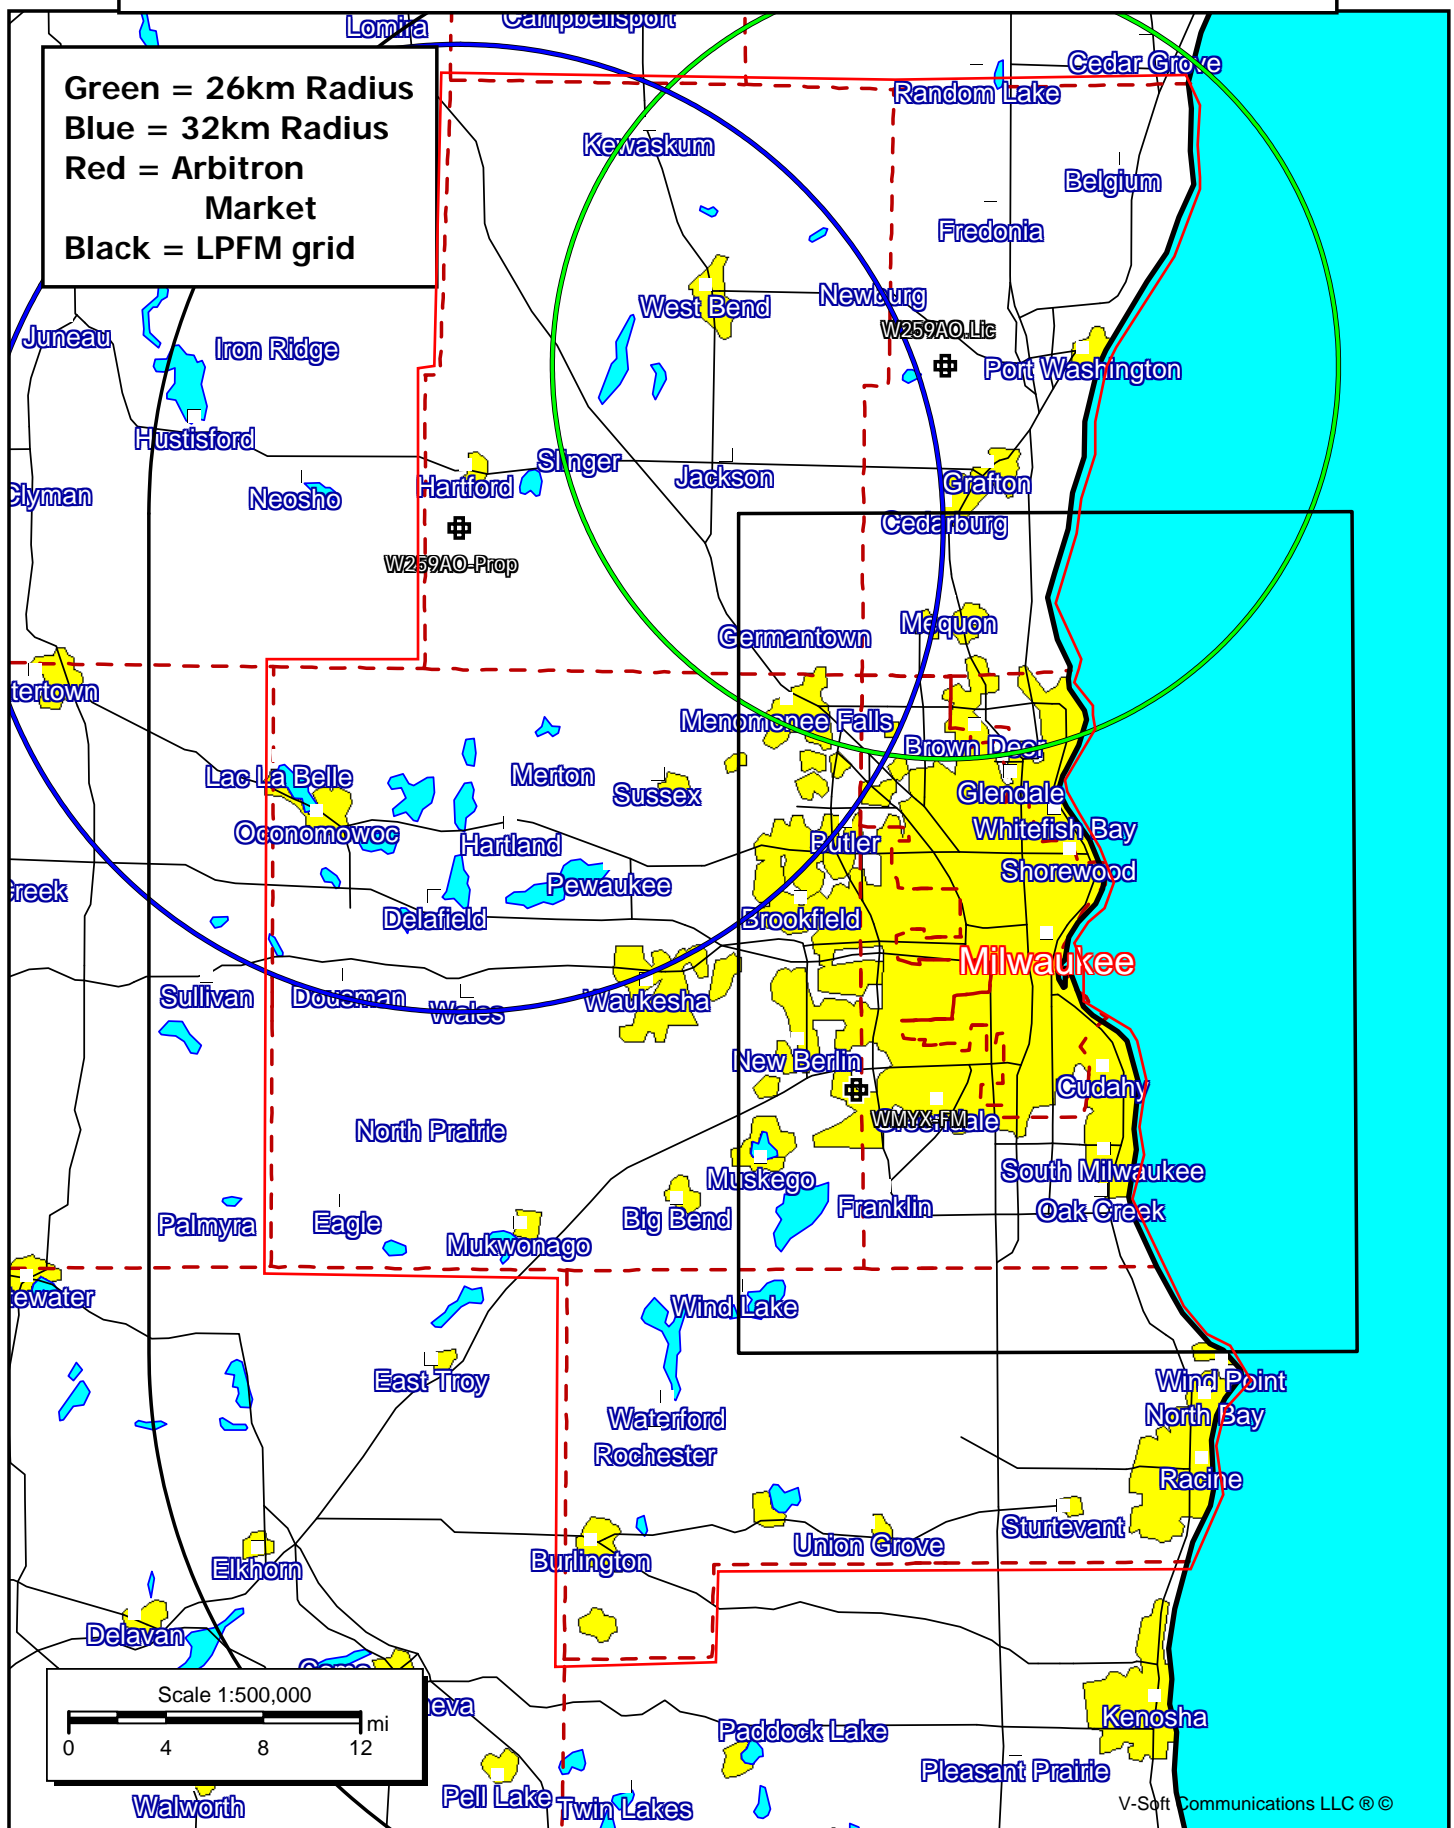 Lomira
Campbellsport
Green = 26km Radius
Blue = 32km Radius
Red = Arbitron
Market
Black = LPFM grid
Cedar Grove
Random Lake
Kewaskum
Belgium
Fredonia
West Bend
Newburg
W259AO.Lic
Juneau
Iron Ridge
Port Washington
Hustisford
Slinger
Hartford
Jackson
Grafton
Clyman
Neosho
Cedarburg
W259AO-Prop
Germantown
Mequon
tertown
Menomonee Falls
Brown Deer
Lac La Belle
Merton
Sussex
Glendale
Oconomowoc
Hartland
Butler
Whitefish Bay
Shorewood
Creek
Pewaukee
Delafield
Brookfield
Milwaukee
Sullivan
Dousman
Wales
Waukesha
New Berlin
Cudahy
WMYX-FM
North Prairie
Muskego
South Milwaukee
Palmyra
Eagle
Big Bend
Franklin
Oak Creek
Mukwonago
tewater
Wind Lake
East Troy
Wind Point
Waterford
North Bay
Rochester
Racine
Sturtevant
Union Grove
Burlington
Elkhorn
Delavan
Scale 1:500,000
mi
0 4 8 12
eva
Paddock Lake
Kenosha
Pleasant Prairie
Pell Lake
Twin Lakes
Walworth
V-Soft Communications LLC ® ©